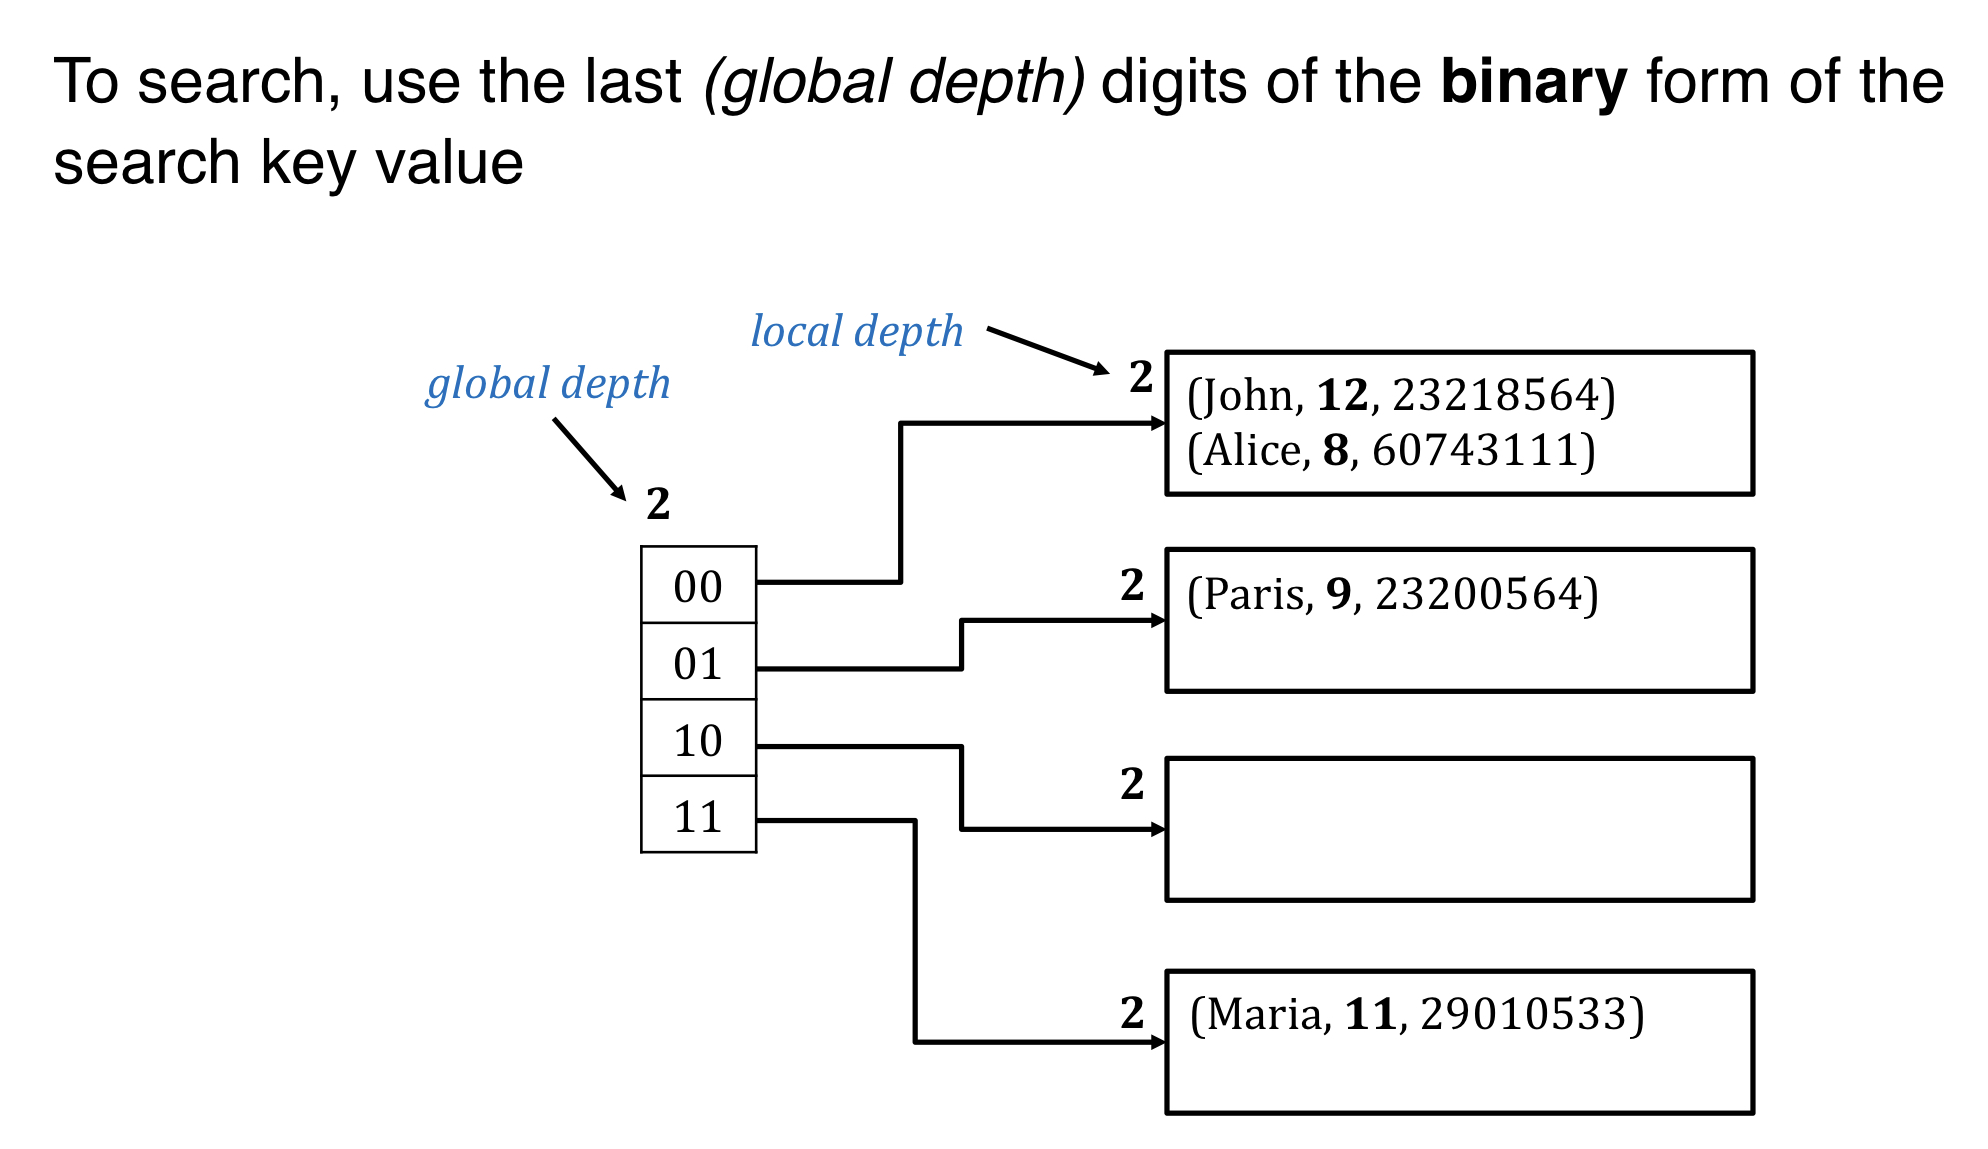 To search, use the last (global depth) digits of the binary form of the
search key value
local depth
global depth
2
(John, 12, 23218564)
(Alice, 8, 60743111)
2
00
2
(Paris, 9, 23200564)
01
10
2
11
2
(Maria, 11, 29010533)